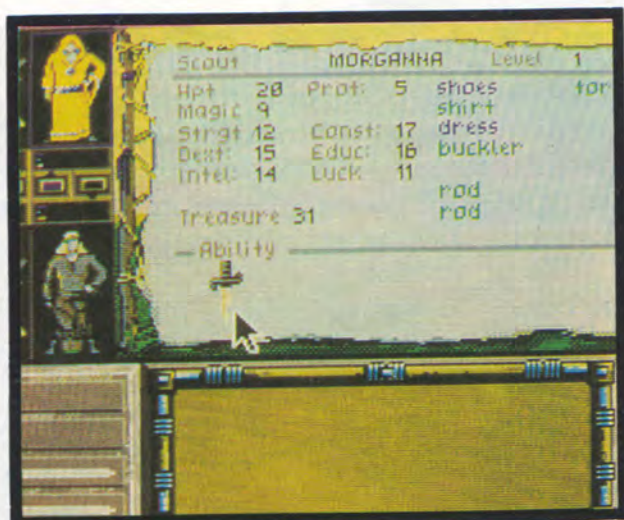 Scout MORGANNA Level 1
Hpt 20 Prot: 5 shoes tor
Magic 9 shirt
Strgt 12 Const: 17 dress
Dext: 15 Educ: 16 buckler
Intel: 14 Luck 11
rod
Treasure 31 rod
Ability